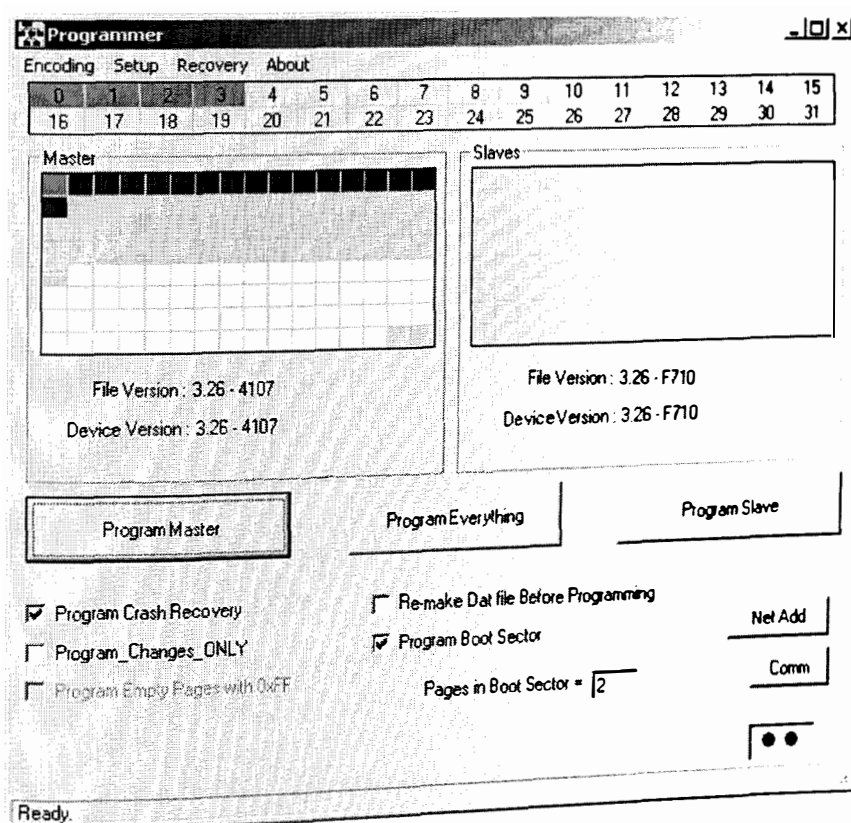 Programmer
Encoding Setup Recovery About
0 1 2 3 4 5 6 7 8 9 10 11 12 13 14 15
16 17 18 19 20 21 22 23 24 25 26 27 28 29 30 31
Master
Slaves
File Version : 3.26 - 4107
Device Version : 3.26 - 4107
File Version : 3.26 - F710
Device Version : 3.26 - F710
Program Master
Program Everything
Program Slave
Program Crash Recovery
Program_Changes_ONLY
Program Empty Pages with 0xFF
Re-make Dat file Before Programming
Program Boot Sector
Pages in Boot Sector = 2
Net Add
Comm
Ready.